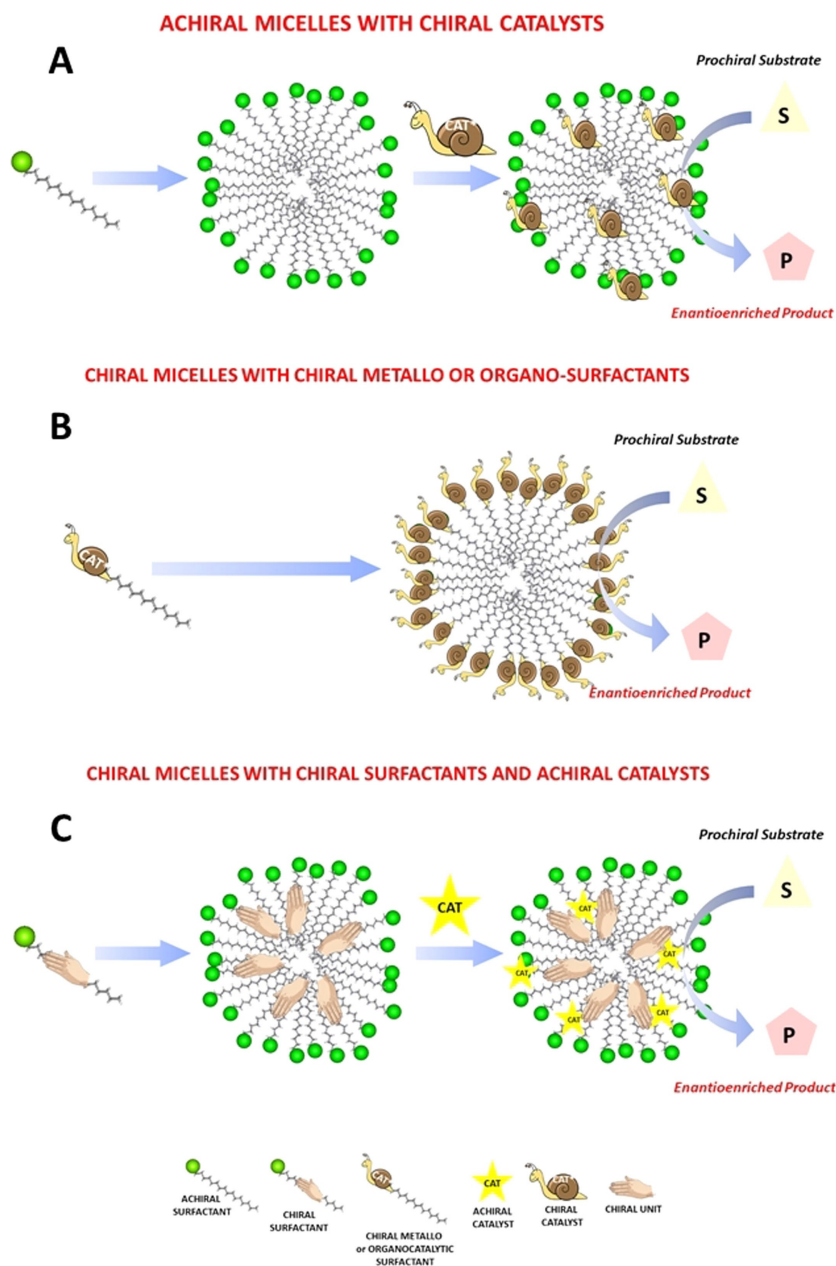 ACHIRAL MICELLES WITH CHIRAL CATALYSTS
A
Prochiral Substrate
CAT*
S
P
Enantioenriched Product
CHIRAL MICELLES WITH CHIRAL METALLO OR ORGANO-SURFACTANTS
B
Prochiral Substrate
S
CAT*
P
Enantioenriched Product
CHIRAL MICELLES WITH CHIRAL SURFACTANTS AND ACHIRAL CATALYSTS
C
Prochiral Substrate
S
CAT
CAT
CAT
CAT
CAT
CAT
P
Enantioenriched Product
CAT*
CAT
CAT*
ACHIRAL
SURFACTANT
CHIRAL
SURFACTANT
CHIRAL METALLO
or ORGANOCATALYTIC
SURFACTANT
ACHIRAL
CATALYST
CHIRAL
CATALYST
CHIRAL UNIT